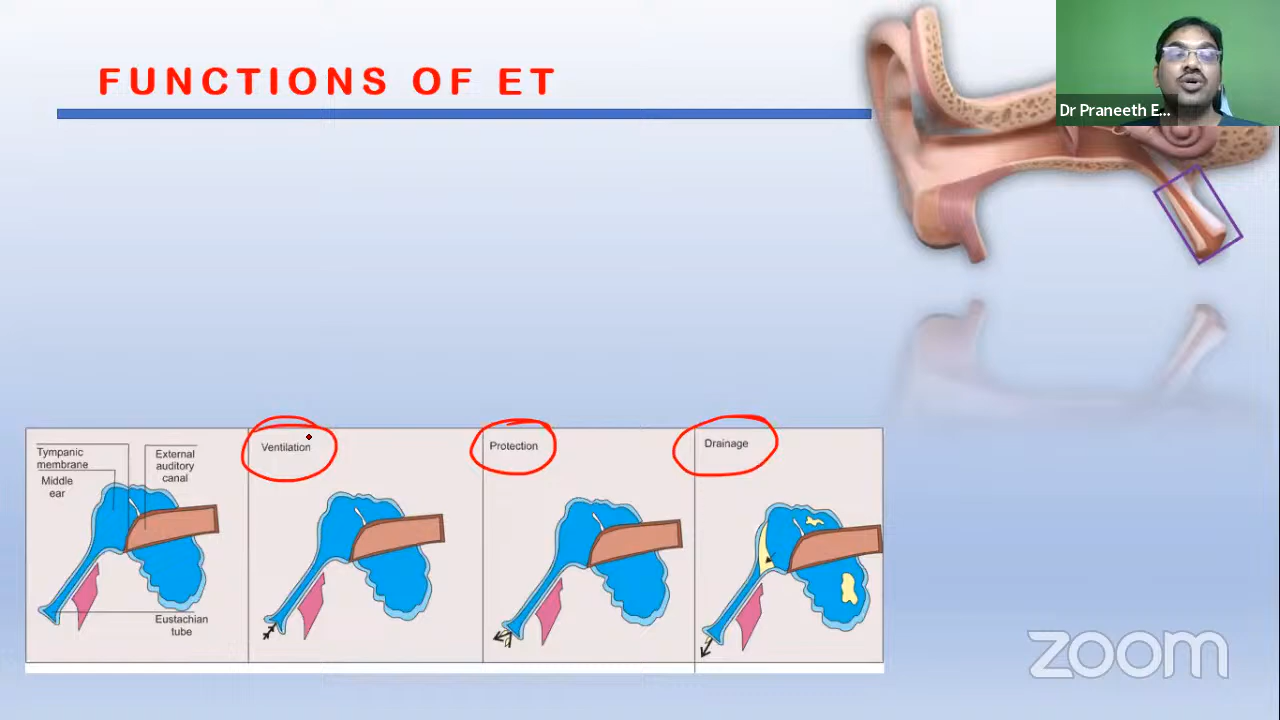 FUNCTIONS OF ET
Dr Praneeth E...
Tympanic
membrane
Middle
ear
External
auditory
canal
Eustachian
tube
Ventilation
Protection
Drainage
zoom